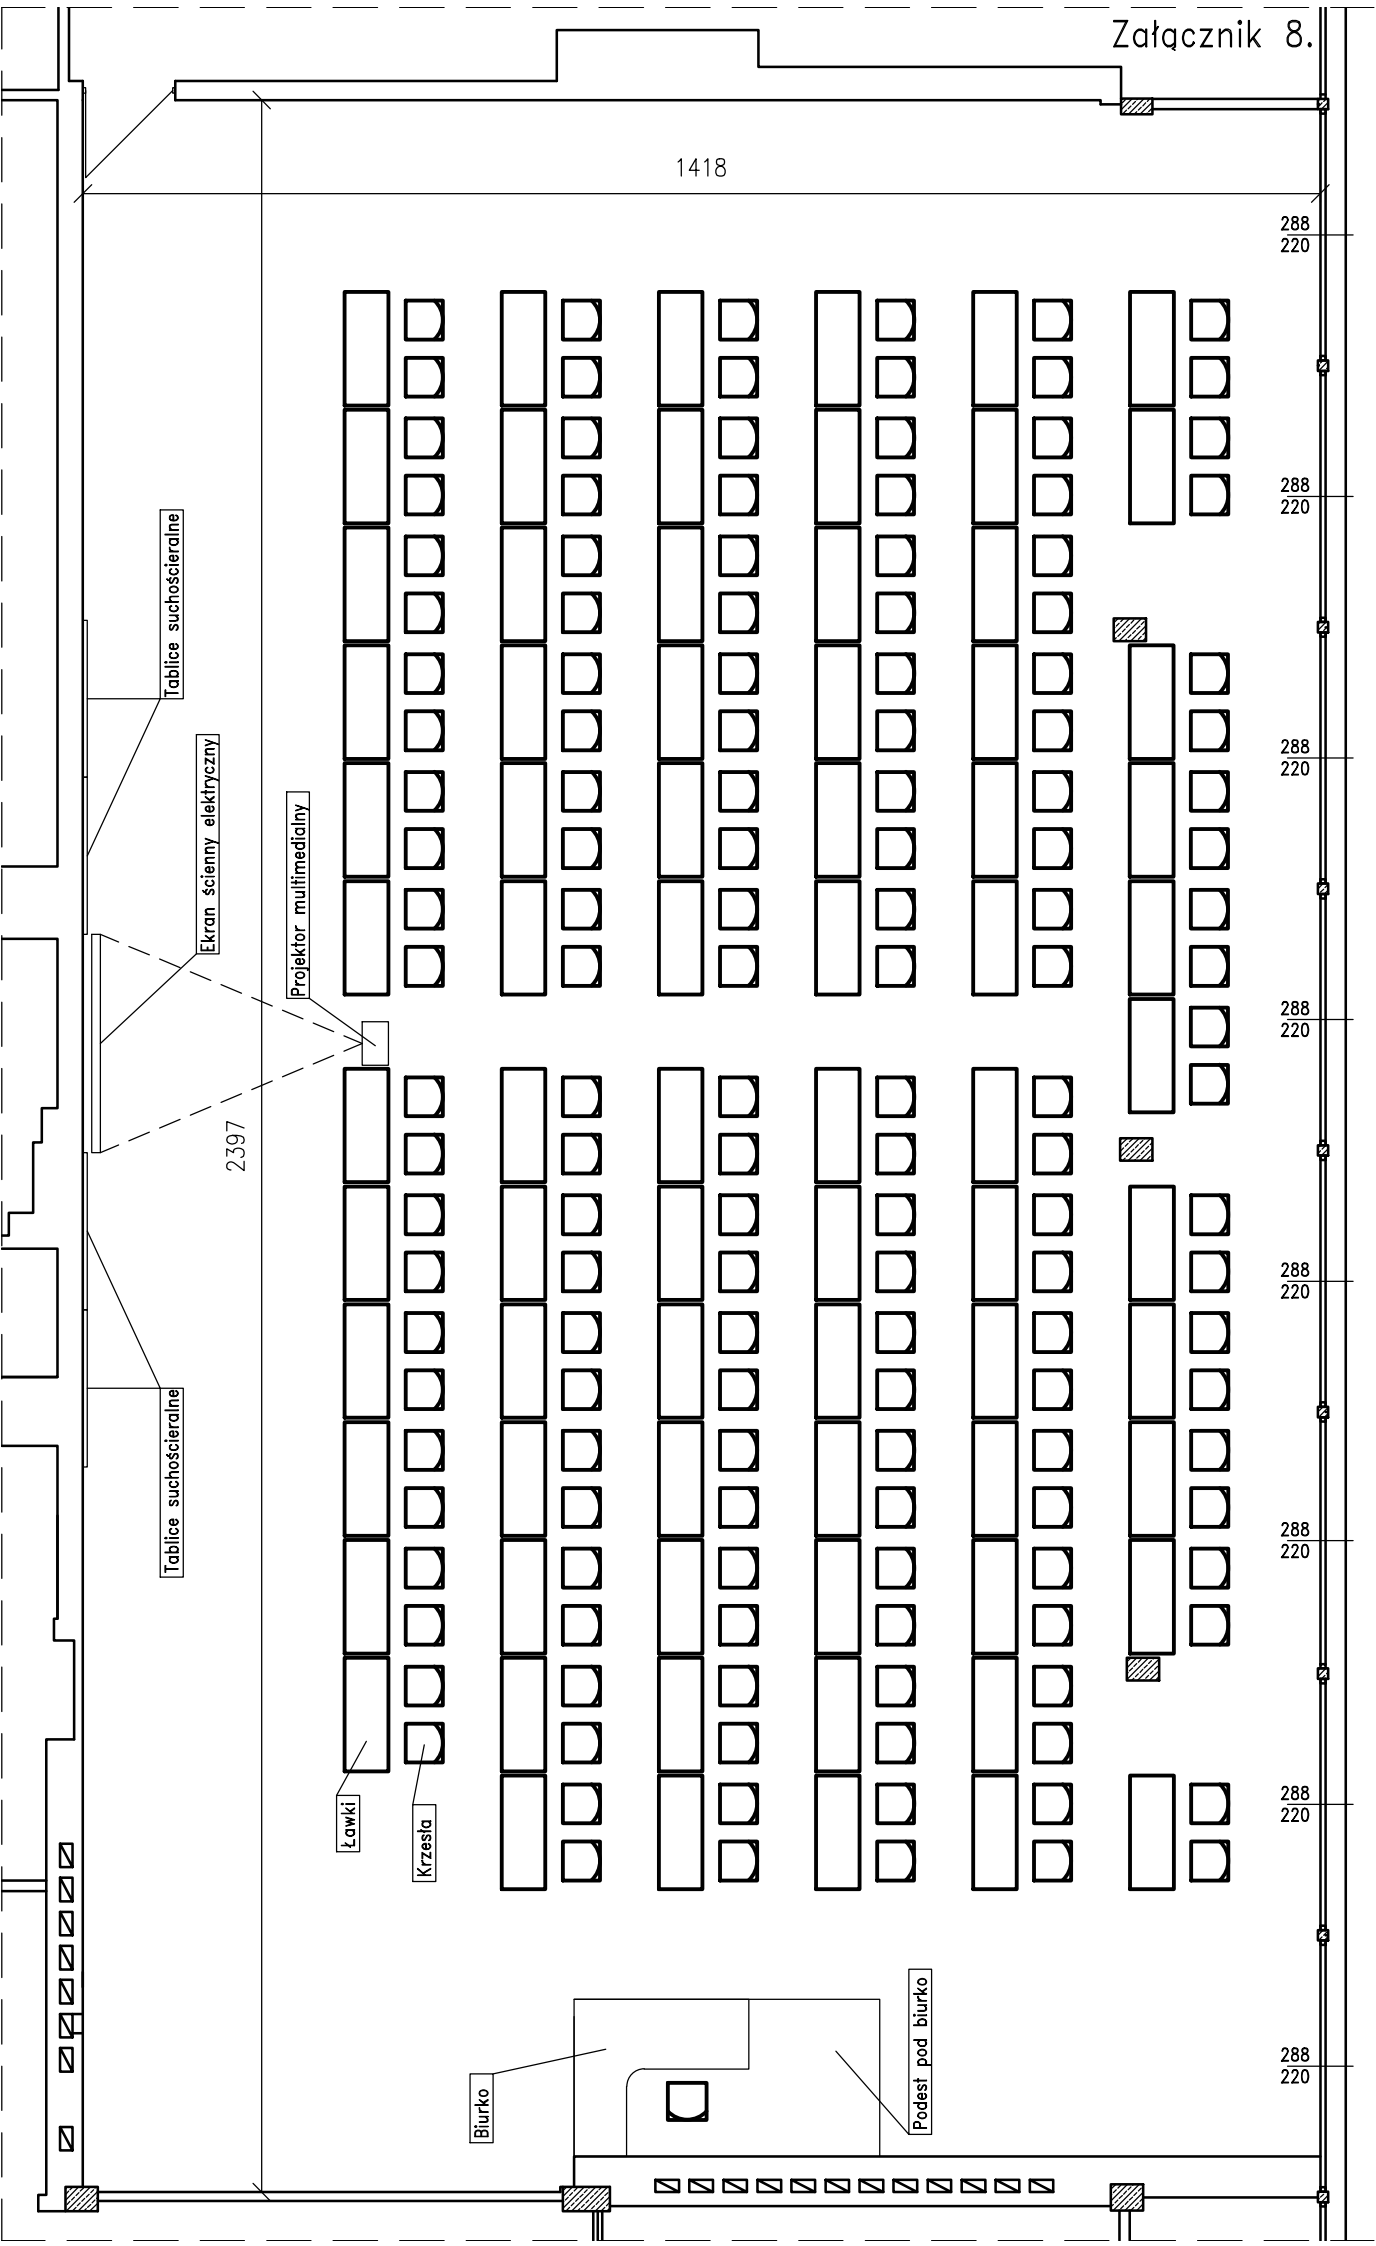 Załącznik 8.
1418
288
220
288
220
Tablice suchościeralne
Ekran ścienny elektryczny
288
220
Projektor multimedialny
288
220
2397
288
220
Tablice suchościeralne
288
220
Ławki
Krzesła
288
220
Biurko
Podest pod biurko
288
220